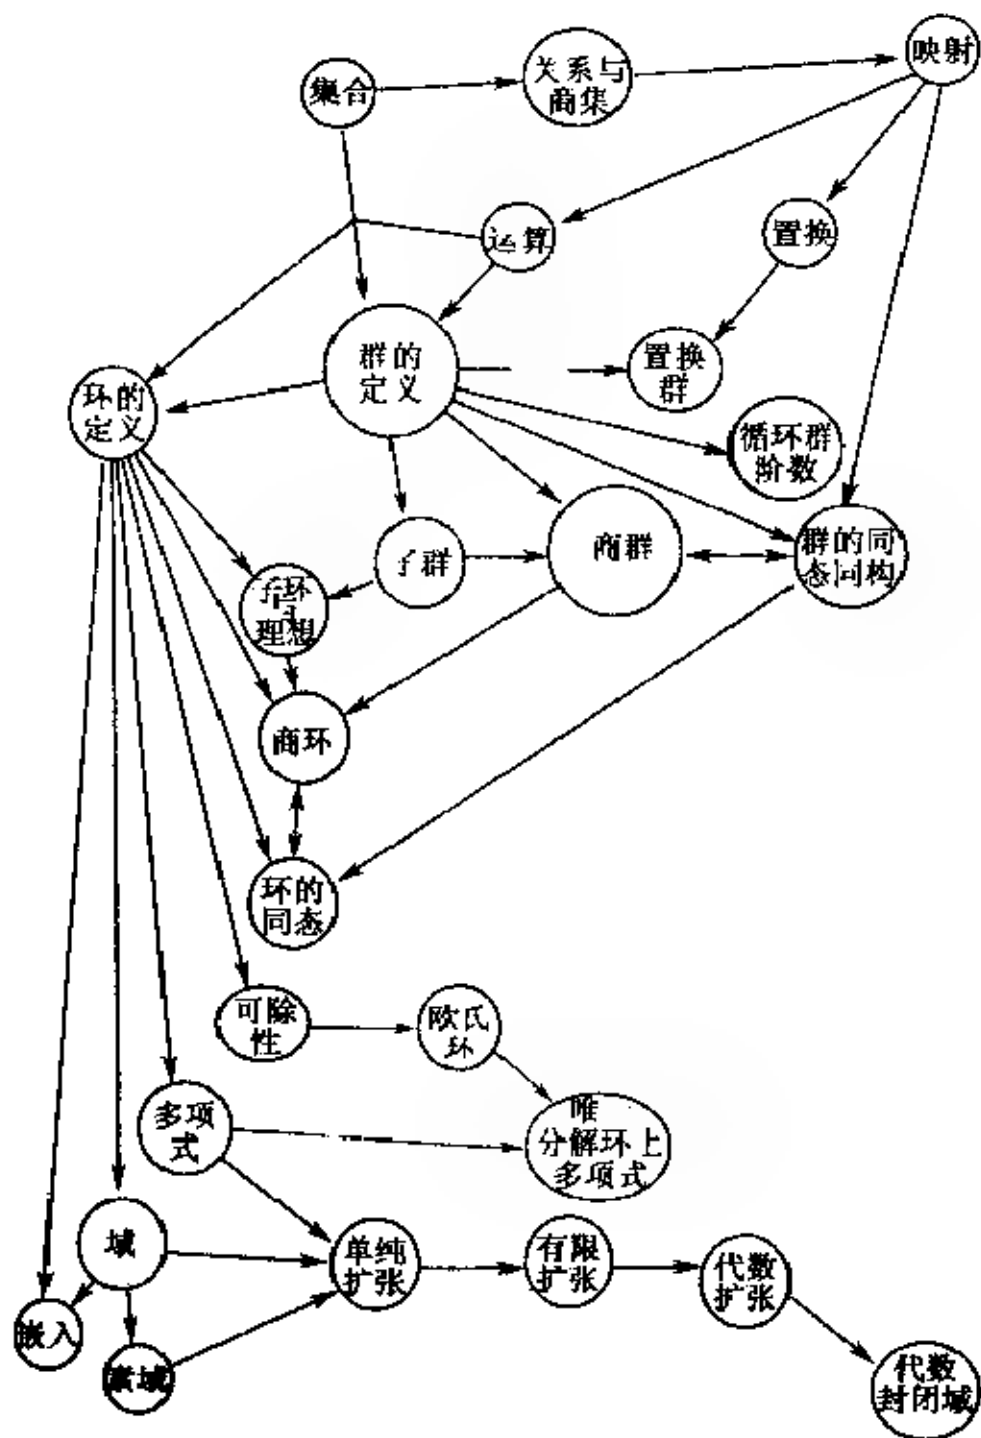 映射
关系与
商集
集合
运算
置换
群的
定义
置换
群
环的
定义
循环群
阶数
商群
群的同
态同构
子群
子环
理想
商环
环的
同态
可除
性
欧氏
环
多项
式
唯
分解环上
多项式
域
单纯
扩张
有限
扩张
代数
扩张
嵌入
素域
代数
封闭域